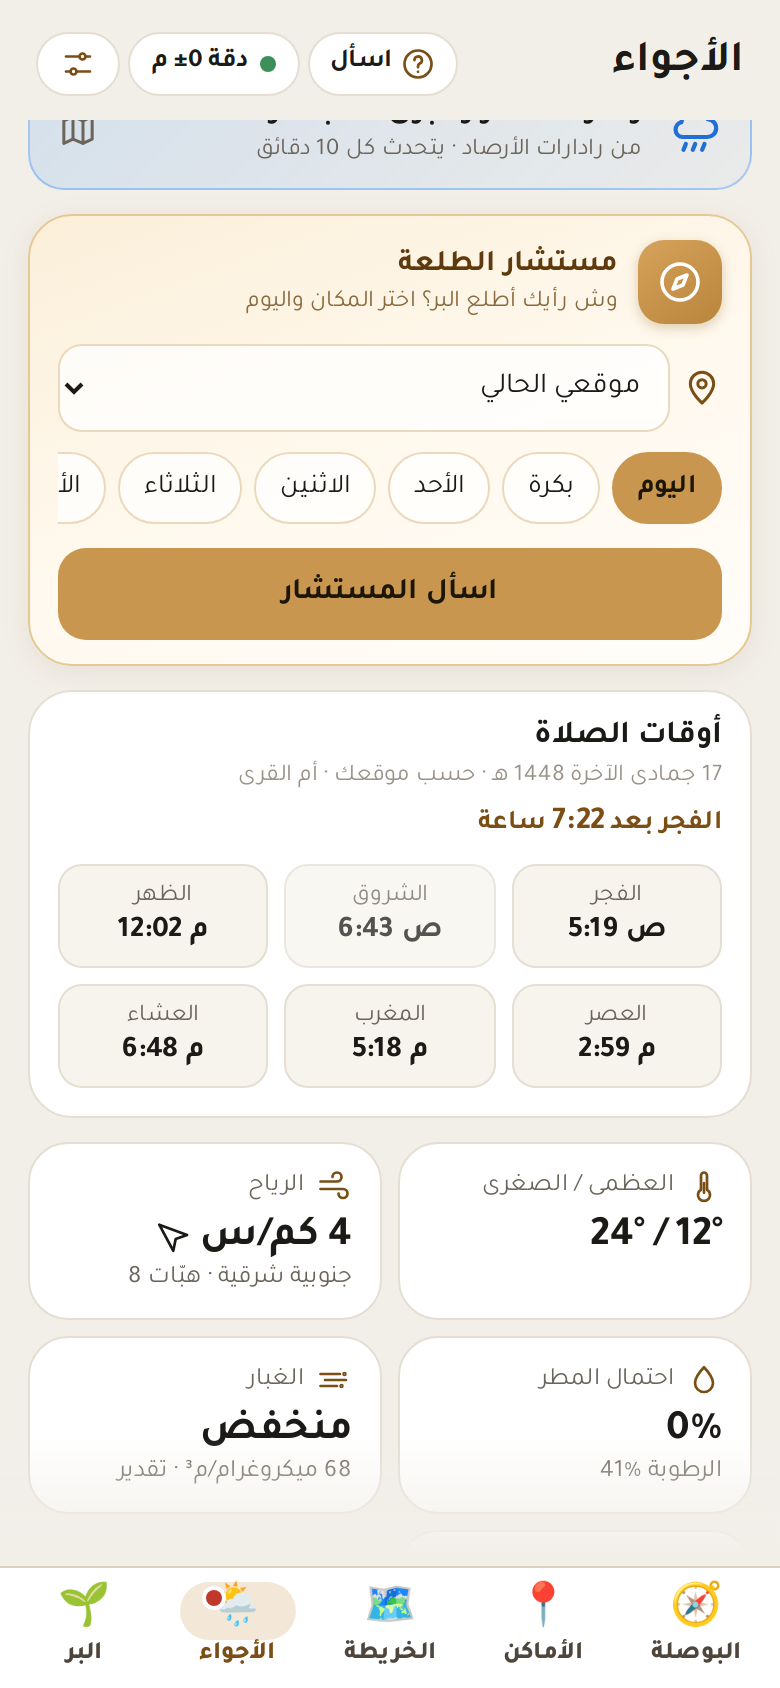 الأجواء
اسأل
دقة ±0 م
من رادارات الأرصاد · يتحدث كل 10 دقائق
مستشار الطلعة
وش رأيك أطلع البر؟ اختر المكان واليوم
موقعي الحالي
اليوم
بكرة
الأحد
الاثنين
الثلاثاء
اسأل المستشار
أوقات الصلاة
17 جمادى الآخرة 1448 هـ · حسب موقعك · أم القرى
الفجر بعد 7:22 ساعة
الفجر
5:19 ص
الشروق
6:43 ص
الظهر
12:02 م
العصر
2:59 م
المغرب
5:18 م
العشاء
6:48 م
العظمى / الصغرى
24° / 12°
الرياح
4 كم/س
جنوبية شرقية · هبّات 8
احتمال المطر
0%
الرطوبة 41%
الغبار
منخفض
68 ميكروغرام/م³ · تقدير
البوصلة
الأماكن
الخريطة
الأجواء
البر